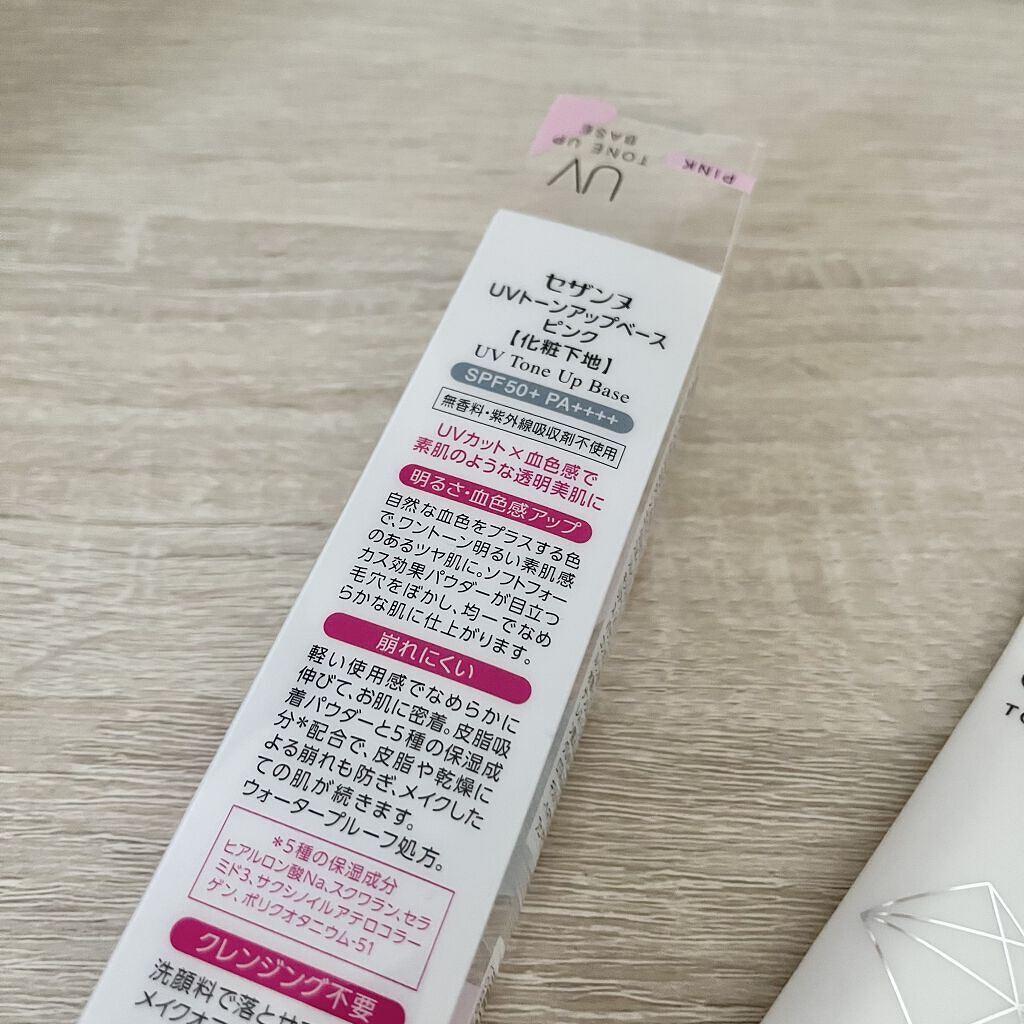 PINK
UV
TONE UP
BASE
セザンヌ
UVトーンアップベース
ピンク
【化粧下地】
UV Tone Up Base
SPF50+ PA++++
無香料・紫外線吸収剤不使用
UVカット×血色感で
素肌のような透明美肌に
明るさ・血色感アップ
自然な血色をプラスする色
で、ワントーン明るい素肌感
のあるツヤ肌に。ソフトフォー
カス効果パウダーが目立つ
毛穴をぼかし、均一でなめ
らかな肌に仕上がります。
崩れにくい
軽い使用感でなめらかに
伸びて、お肌に密着。皮脂吸
着パウダーと5種の保湿成
分*配合で、皮脂や乾燥に
よる崩れも防ぎ、メイクした
ての肌が続きます。
ウォータープルーフ処方。
*5種の保湿成分
ヒアルロン酸Na、スクワラン、セラ
ミド3、サクシノイルアテロコラー
ゲン、ポリクオタニウム-51
クレンジング不要
洗顔料で落とせ
メイクオ